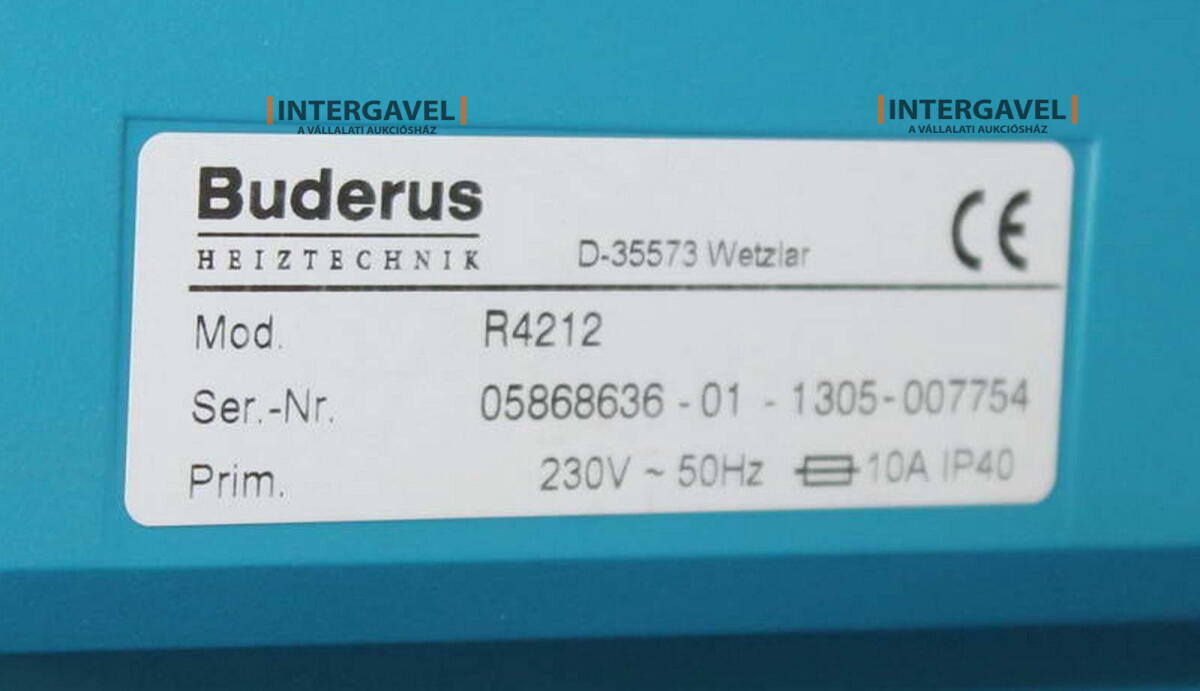 INTERGAVEL
A VÁLLALATI AUKCIÓSHÁZ
INTERGAVEL
A VÁLLALATI AUKCIÓSHÁZ
Buderus
HEIZTECHNIK
D-35573 Wetzlar
CE
Mod. R4212
Ser.-Nr. 05868636 - 01 - 1305-007754
Prim. 230V ~ 50Hz 10A IP40